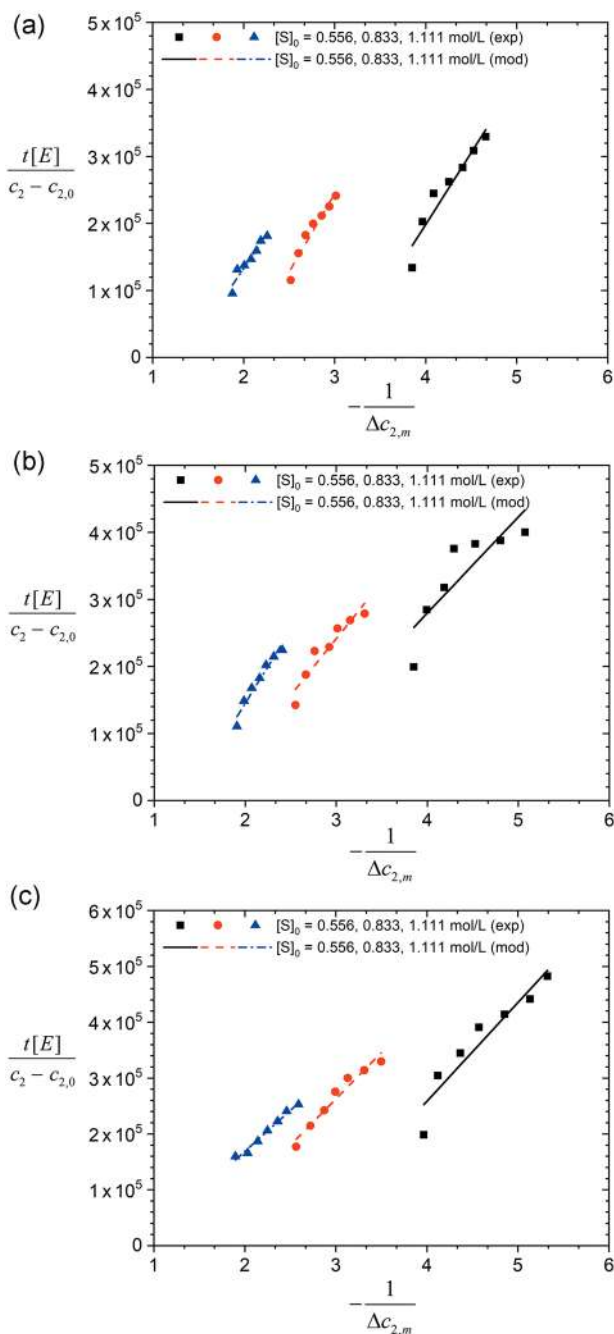 (a)
[S]₀ = 0.556, 0.833, 1.111 mol/L (exp)
[S]₀ = 0.556, 0.833, 1.111 mol/L (mod)
5 x 10⁵
4 x 10⁵
3 x 10⁵
2 x 10⁵
1 x 10⁵
0
t[E]
c₂ − c₂,₀
1 2 3 4 5 6
− 1
Δc₂,ₘ
(b)
[S]₀ = 0.556, 0.833, 1.111 mol/L (exp)
[S]₀ = 0.556, 0.833, 1.111 mol/L (mod)
5 x 10⁵
4 x 10⁵
3 x 10⁵
2 x 10⁵
1 x 10⁵
0
t[E]
c₂ − c₂,₀
1 2 3 4 5 6
− 1
Δc₂,ₘ
(c)
[S]₀ = 0.556, 0.833, 1.111 mol/L (exp)
[S]₀ = 0.556, 0.833, 1.111 mol/L (mod)
6 x 10⁵
5 x 10⁵
4 x 10⁵
3 x 10⁵
2 x 10⁵
1 x 10⁵
0
t[E]
c₂ − c₂,₀
1 2 3 4 5 6
− 1
Δc₂,ₘ